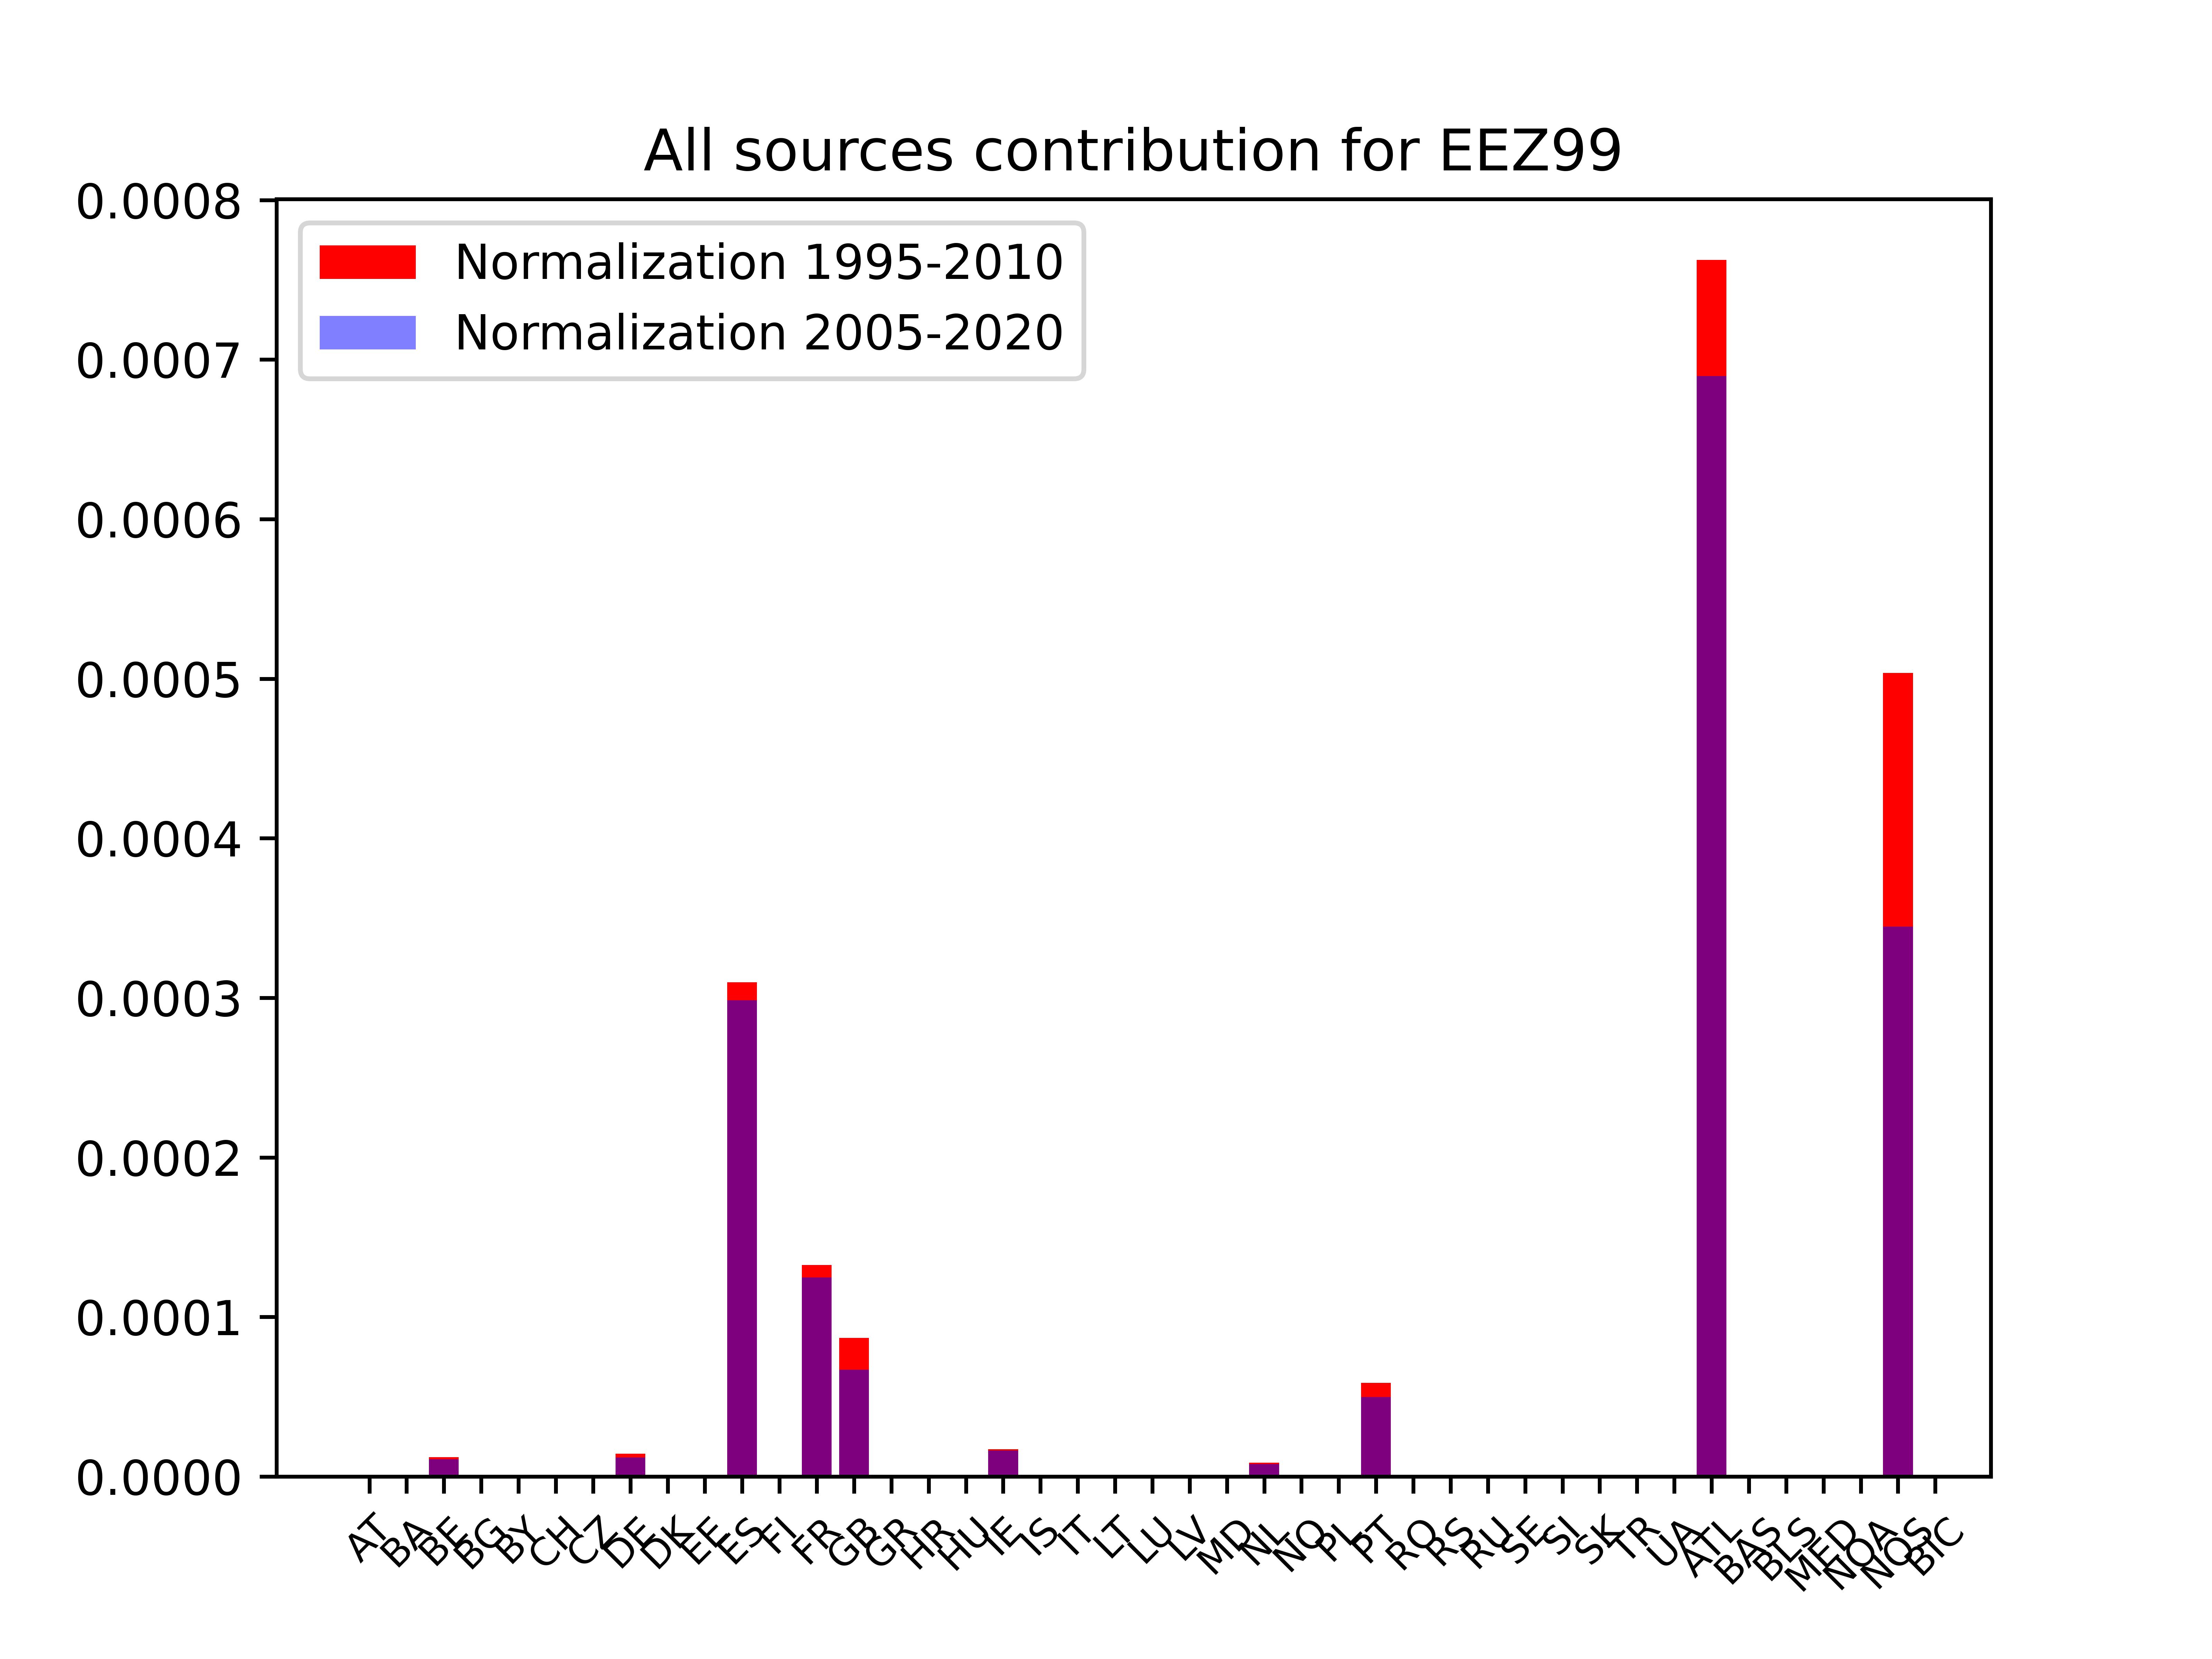 All sources contribution for EEZ99
Normalization 1995-2010
Normalization 2005-2020
0.0008
0.0007
0.0006
0.0005
0.0004
0.0003
0.0002
0.0001
0.0000
AT BA BE BG BY CH CZ DE DK EE ES FI FR GB GR HR HU IE IS IT LT LU LV MD NL NO PL PT RO RS RU SE SI SK TR UA ATL BAS BLS MED NOA NOS BIC